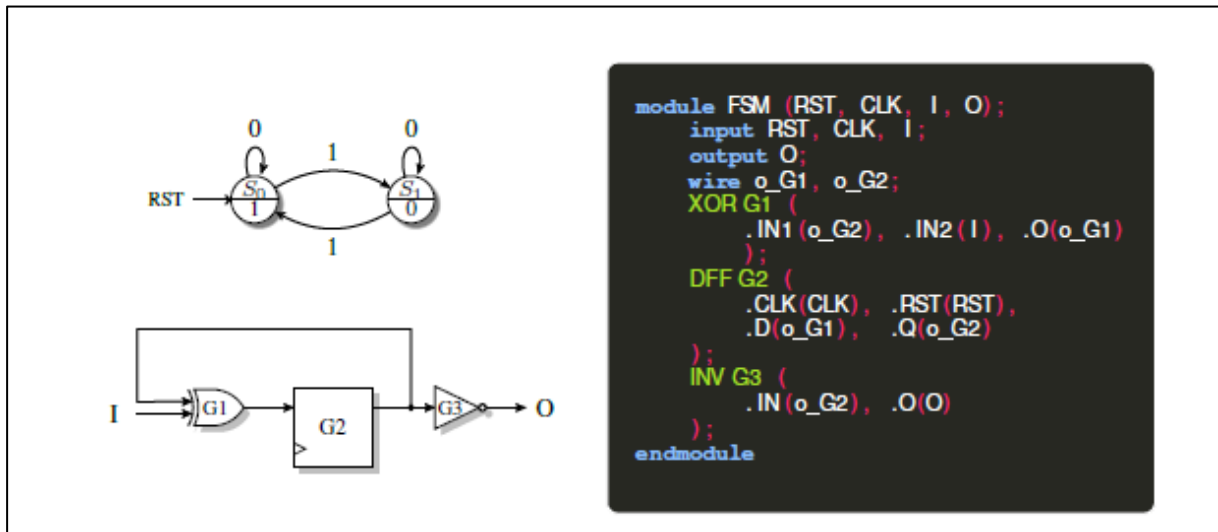 0
0
1
RST
S0
1
S1
0
1
I
G1
G2
G3
O
module FSM (RST, CLK, I, O);
input RST, CLK, I;
output O;
wire o_G1, o_G2;
XOR G1 (
.IN1(o_G2), .IN2(I), .O(o_G1)
);
DFF G2 (
.CLK(CLK), .RST(RST),
.D(o_G1), .Q(o_G2)
);
INV G3 (
.IN(o_G2), .O(O)
);
endmodule